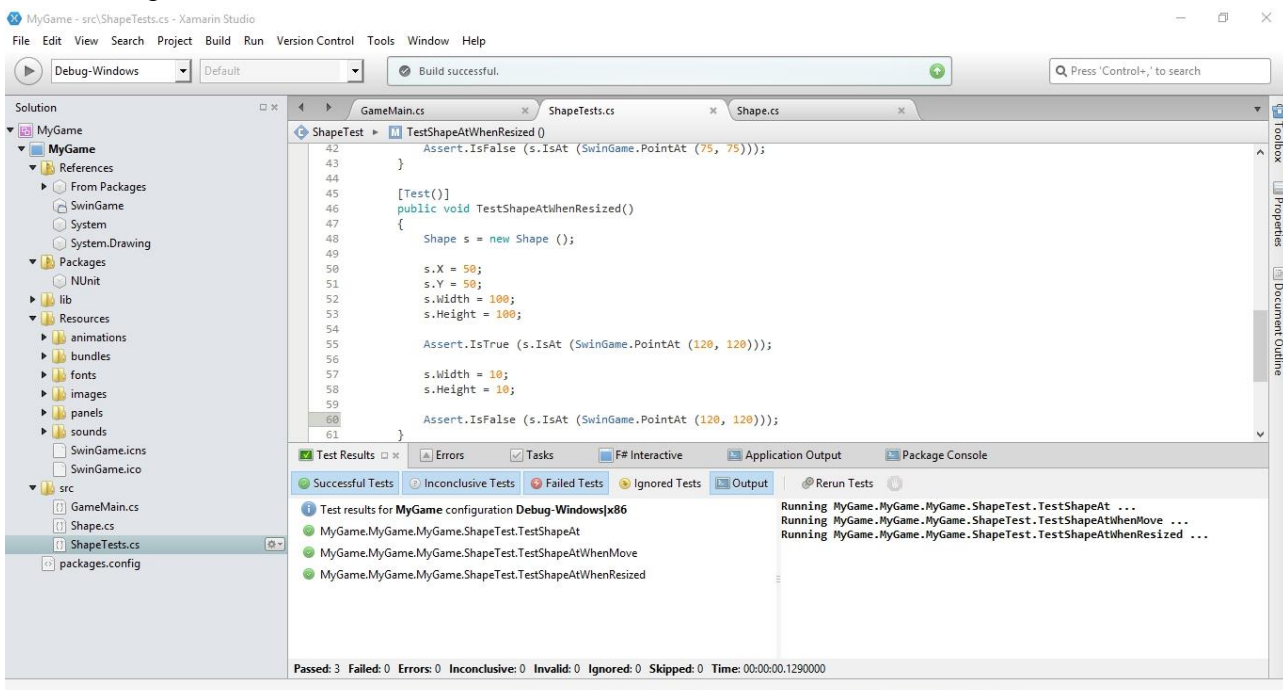 MyGame - src\ShapeTests.cs - Xamarin Studio
File Edit View Search Project Build Run Version Control Tools Window Help
Debug-Windows Default Build successful. Press 'Control+,' to search
Solution
MyGame
MyGame
References
From Packages
SwinGame
System
System.Drawing
Packages
NUnit
lib
Resources
animations
bundles
fonts
images
panels
sounds
SwinGame.icns
SwinGame.ico
src
GameMain.cs
Shape.cs
ShapeTests.cs
packages.config
GameMain.cs ShapeTests.cs Shape.cs
ShapeTest TestShapeAtWhenResized ()
42 Assert.IsFalse (s.IsAt (SwinGame.PointAt (75, 75)));
43 }
44
45 [Test()]
46 public void TestShapeAtWhenResized()
47 {
48 Shape s = new Shape ();
49
50 s.X = 50;
51 s.Y = 50;
52 s.Width = 100;
53 s.Height = 100;
54
55 Assert.IsTrue (s.IsAt (SwinGame.PointAt (120, 120)));
56
57 s.Width = 10;
58 s.Height = 10;
59
60 Assert.IsFalse (s.IsAt (SwinGame.PointAt (120, 120)));
61 }
Toolbox
Properties
Document Outline
Test Results Errors Tasks F# Interactive Application Output Package Console
Successful Tests Inconclusive Tests Failed Tests Ignored Tests Output Rerun Tests
Test results for MyGame configuration Debug-Windows|x86
MyGame.MyGame.MyGame.ShapeTest.TestShapeAt
MyGame.MyGame.MyGame.ShapeTest.TestShapeAtWhenMove
MyGame.MyGame.MyGame.ShapeTest.TestShapeAtWhenResized
Running MyGame.MyGame.MyGame.ShapeTest.TestShapeAt ...
Running MyGame.MyGame.MyGame.ShapeTest.TestShapeAtWhenMove ...
Running MyGame.MyGame.MyGame.ShapeTest.TestShapeAtWhenResized ...
Passed: 3 Failed: 0 Errors: 0 Inconclusive: 0 Invalid: 0 Ignored: 0 Skipped: 0 Time: 00:00:00.1290000